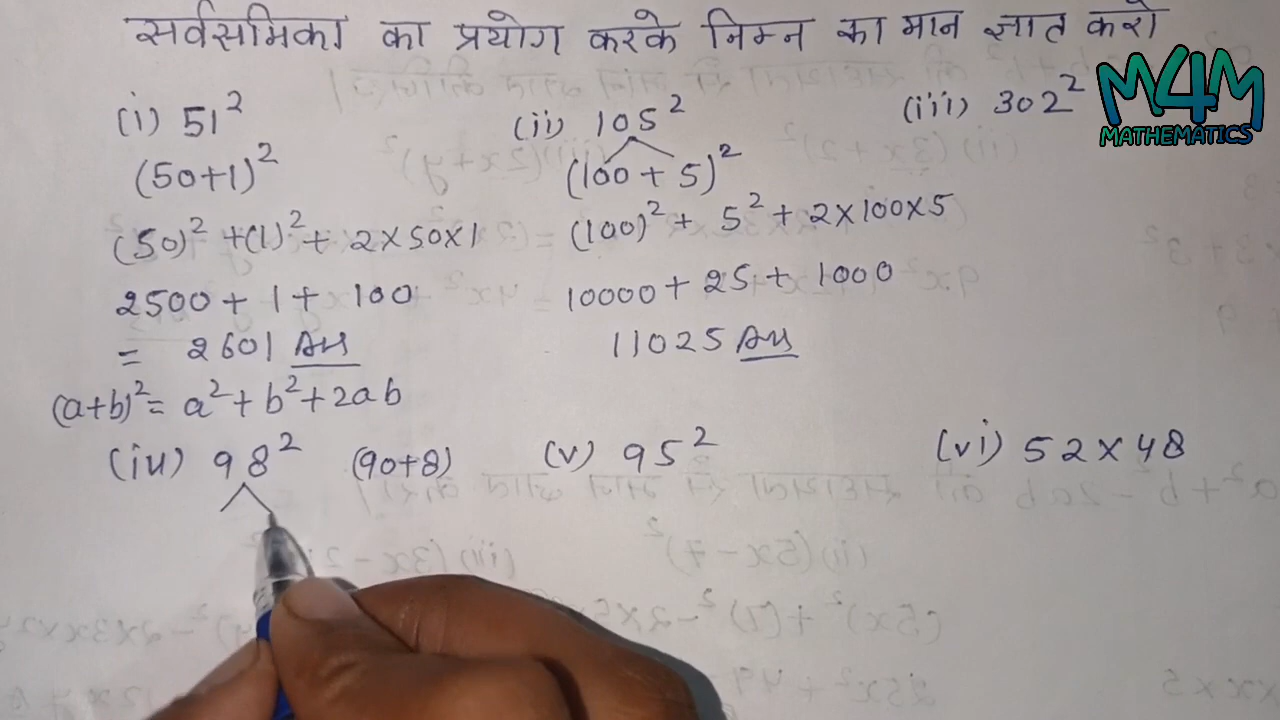 सर्वसमिका का प्रयोग करके निम्न का मान ज्ञात करो
M4M
MATHEMATICS
(i) 51² (ii) 105² (iii) 302²
(50+1)² (100 + 5)²
(50)² + (1)² + 2×50×1 (100)² + 5² + 2×100×5
2500 + 1 + 100 10000 + 25 + 1000
= 2601 Ans 11025 Ans
(a+b)² = a² + b² + 2ab
(iv) 98² (90+8) (v) 95² (vi) 52×48